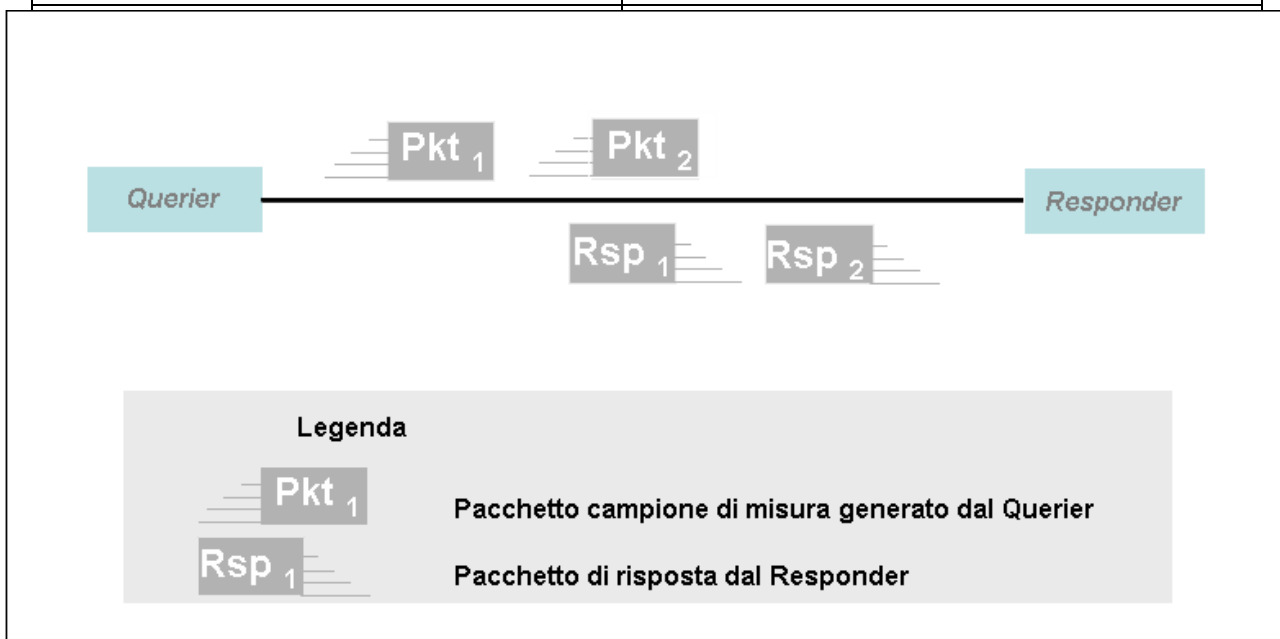 Pkt 1
Pkt 2
Querier
Responder
Rsp 1
Rsp 2
Legenda
Pkt 1
Pacchetto campione di misura generato dal Querier
Rsp 1
Pacchetto di risposta dal Responder